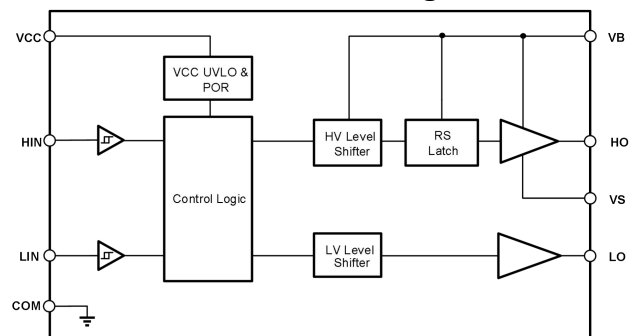 VCC
VB
VCC UVLO &
POR
HIN
HV Level
Shifter
RS
Latch
HO
Control Logic
VS
LIN
LV Level
Shifter
LO
COM